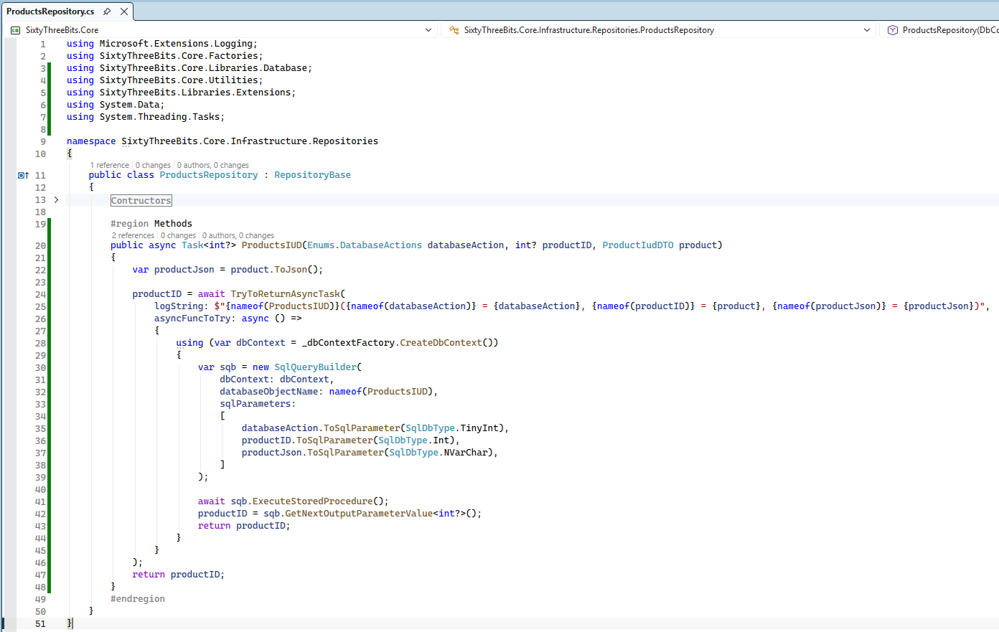 ProductsRepository.cs
SixtyThreeBits.Core
SixtyThreeBits.Core.Infrastructure.Repositories.ProductsRepository
ProductsRepository(DbCo
1 using Microsoft.Extensions.Logging;
2 using SixtyThreeBits.Core.Factories;
3 using SixtyThreeBits.Core.Libraries.Database;
4 using SixtyThreeBits.Core.Utilities;
5 using SixtyThreeBits.Libraries.Extensions;
6 using System.Data;
7 using System.Threading.Tasks;
8
9 namespace SixtyThreeBits.Core.Infrastructure.Repositories
10 {
1 reference | 0 changes | 0 authors, 0 changes
11 public class ProductsRepository : RepositoryBase
12 {
13 Contructors
18
19 #region Methods
2 references | 0 changes | 0 authors, 0 changes
20 public async Task<int?> ProductsIUD(Enums.DatabaseActions databaseAction, int? productID, ProductIudDTO product)
21 {
22 var productJson = product.ToJson();
23
24 productID = await TryToReturnAsyncTask(
25 logString: $"{nameof(ProductsIUD)}({nameof(databaseAction)} = {databaseAction}, {nameof(productID)} = {product}, {nameof(productJson)} = {productJson})",
26 asyncFuncToTry: async () =>
27 {
28 using (var dbContext = _dbContextFactory.CreateDbContext())
29 {
30 var sqb = new SqlQueryBuilder(
31 dbContext: dbContext,
32 databaseObjectName: nameof(ProductsIUD),
33 sqlParameters:
34 [
35 databaseAction.ToSqlParameter(SqlDbType.TinyInt),
36 productID.ToSqlParameter(SqlDbType.Int),
37 productJson.ToSqlParameter(SqlDbType.NVarChar),
38 ]
39 );
40
41 await sqb.ExecuteStoredProcedure();
42 productID = sqb.GetNextOutputParameterValue<int?>();
43 return productID;
44 }
45 }
46 );
47 return productID;
48 }
49 #endregion
50 }
51 }